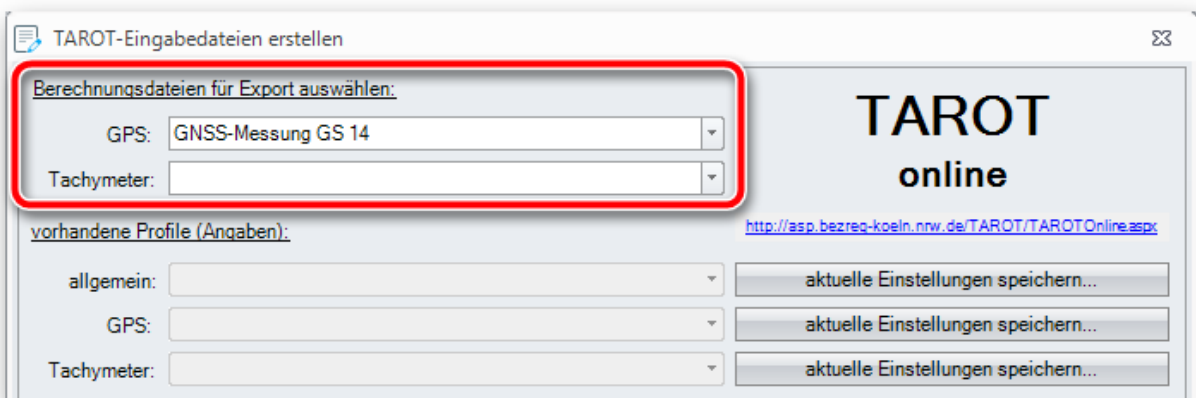 TAROT-Eingabedateien erstellen
Berechnungsdateien für Export auswählen:
GPS: GNSS-Messung GS 14
Tachymeter:
TAROT
online
http://asp.bezreg-koeln.nrw.de/TAROT/TAROTOnline.aspx
vorhandene Profile (Angaben):
allgemein: aktuelle Einstellungen speichern...
GPS: aktuelle Einstellungen speichern...
Tachymeter: aktuelle Einstellungen speichern...